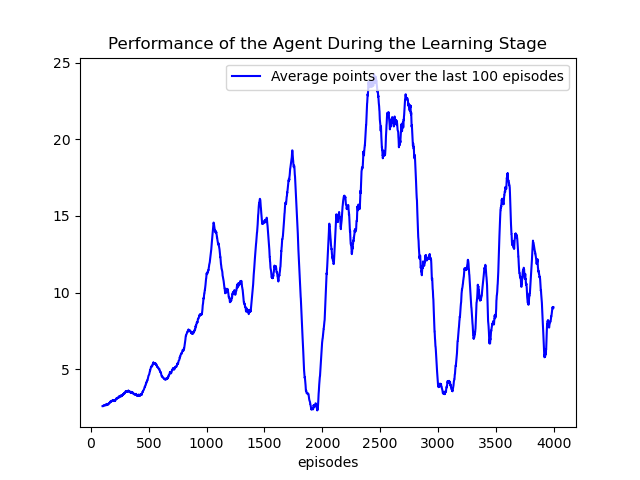 Performance of the Agent During the Learning Stage
Average points over the last 100 episodes
25
20
15
10
5
0 500 1000 1500 2000 2500 3000 3500 4000
episodes